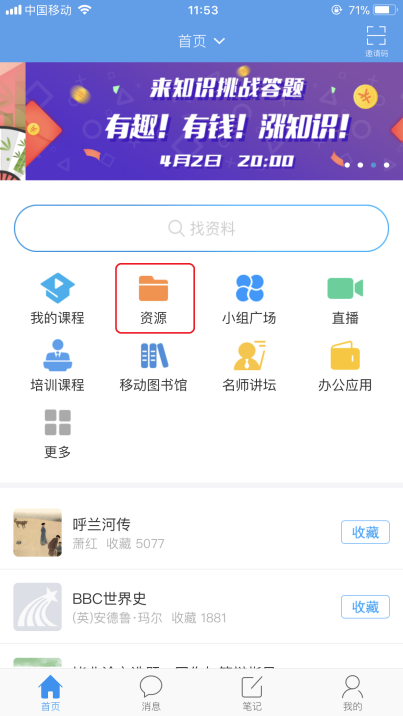 中国移动 11:53 71%
首页
邀请码
来知识挑战答题
有趣！有钱！涨知识！
4月2日 20:00
找资料
我的课程 资源 小组广场 直播
培训课程 移动图书馆 名师讲坛 办公应用
更多
呼兰河传
萧红 收藏 5077
收藏
BBC世界史
(英)安德鲁·玛尔 收藏 1881
收藏
首页 消息 笔记 我的